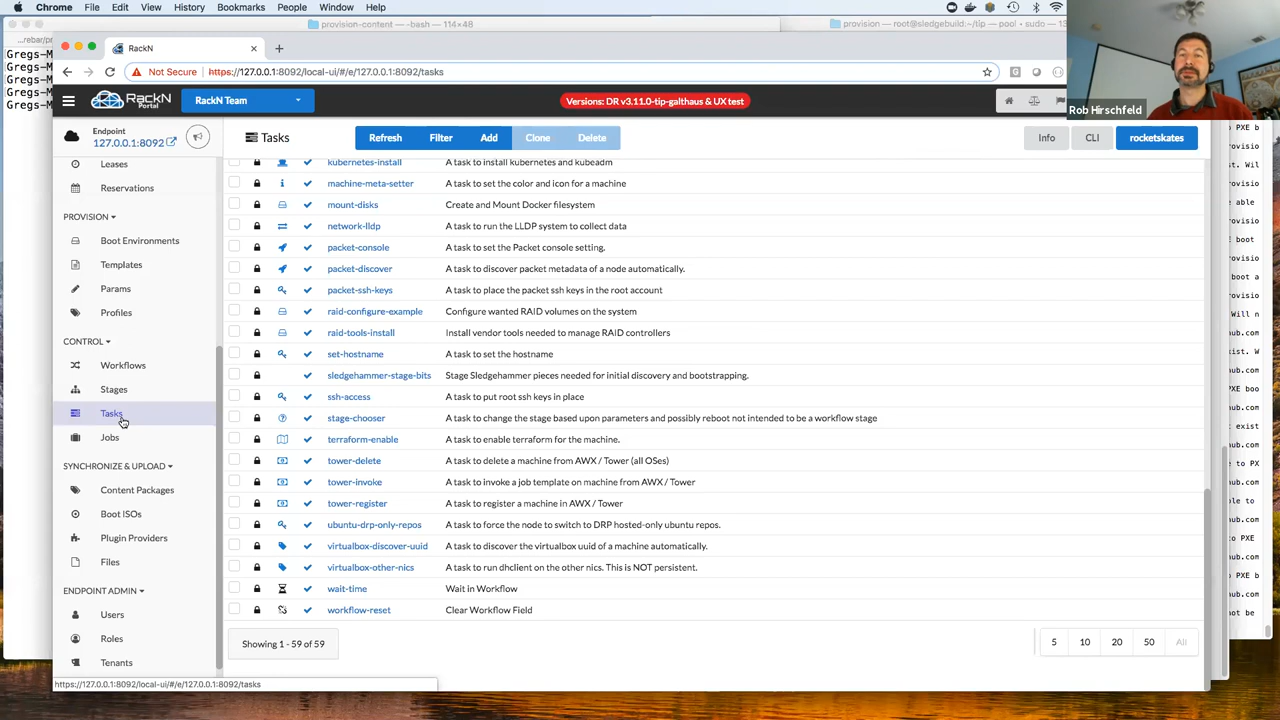 Chrome File Edit View History Bookmarks People Window Help
provision-content — -bash — 114×48
provision — root@sledgebuild:~/tip — pool • sudo
...rebar/pr
Gregs-M
Gregs-M
Gregs-M
Gregs-M
Gregs-M
RackN
Not Secure https://127.0.0.1:8092/local-ui/#/e/127.0.0.1:8092/tasks
Rob Hirschfeld
RackN Portal
RackN Team
Versions: DR v3.11.0-tip-galthaus & UX test
Endpoint
127.0.0.1:8092
Tasks
Refresh Filter Add Clone Delete
Info CLI rocketskates
Leases
Reservations
PROVISION
Boot Environments
Templates
Params
Profiles
CONTROL
Workflows
Stages
Tasks
Jobs
SYNCHRONIZE & UPLOAD
Content Packages
Boot ISOs
Plugin Providers
Files
ENDPOINT ADMIN
Users
Roles
Tenants
kubernetes-install A task to install kubernetes and kubeadm
machine-meta-setter A task to set the color and icon for a machine
mount-disks Create and Mount Docker filesystem
network-lldp A task to run the LLDP system to collect data
packet-console A task to set the Packet console setting.
packet-discover A task to discover packet metadata of a node automatically.
packet-ssh-keys A task to place the packet ssh keys in the root account
raid-configure-example Configure wanted RAID volumes on the system
raid-tools-install Install vendor tools needed to manage RAID controllers
set-hostname A task to set the hostname
sledgehammer-stage-bits Stage Sledgehammer pieces needed for initial discovery and bootstrapping.
ssh-access A task to put root ssh keys in place
stage-chooser A task to change the stage based upon parameters and possibly reboot not intended to be a workflow stage
terraform-enable A task to enable terraform for the machine.
tower-delete A task to delete a machine from AWX / Tower (all OSes)
tower-invoke A task to invoke a job template on machine from AWX / Tower
tower-register A task to register a machine in AWX / Tower
ubuntu-drp-only-repos A task to force the node to switch to DRP hosted-only ubuntu repos.
virtualbox-discover-uuid A task to discover the virtualbox uuid of a machine automatically.
virtualbox-other-nics A task to run dhclient on the other nics. This is NOT persistent.
wait-time Wait in Workflow
workflow-reset Clear Workflow Field
Showing 1 - 59 of 59
5 10 20 50 All
https://127.0.0.1:8092/local-ui/#/e/127.0.0.1:8092/tasks